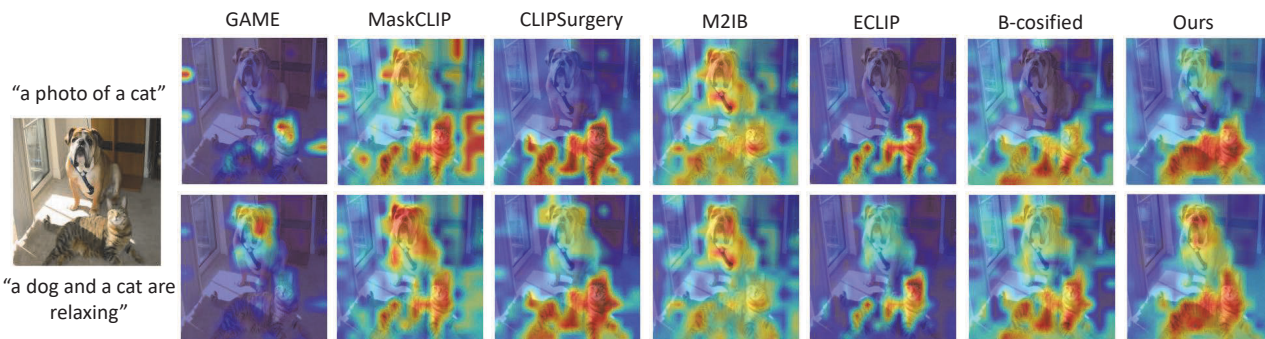 GAME MaskCLIP CLIPSurgery M2IB ECLIP B-cosified Ours
“a photo of a cat”
“a dog and a cat are
relaxing”